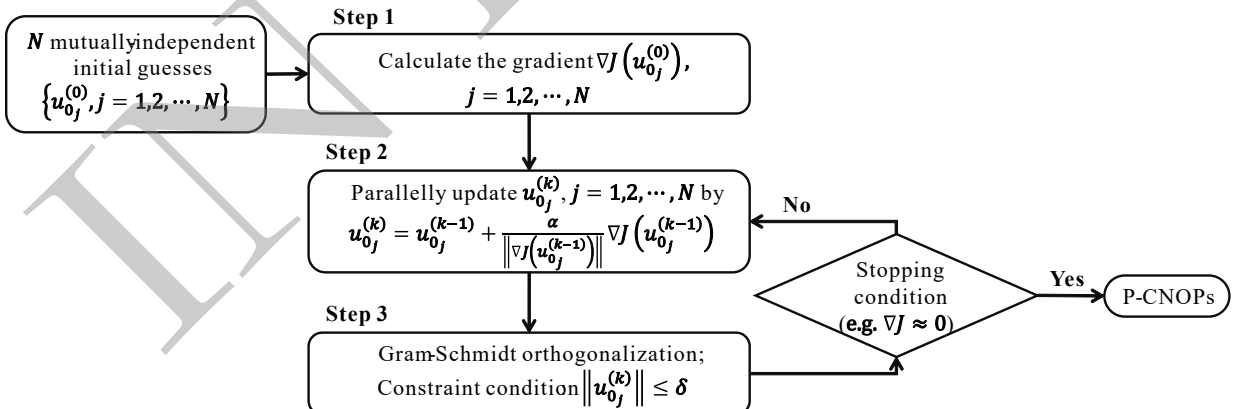 N mutually-independent
initial guesses
{u_{0_j}^{(0)}, j = 1,2, ⋯, N}
Step 1
Calculate the gradient ∇J(u_{0_j}^{(0)}),
j = 1,2, ⋯, N
Step 2
Parallelly update u_{0_j}^{(k)}, j = 1,2, ⋯, N by
u_{0_j}^{(k)} = u_{0_j}^{(k-1)} + \frac{α}{‖∇J(u_{0_j}^{(k-1)})‖} ∇J(u_{0_j}^{(k-1)})
Step 3
Gram-Schmidt orthogonalization;
Constraint condition ‖u_{0_j}^{(k)}‖ ≤ δ
No
Stopping
condition
(e.g. ∇J ≈ 0)
Yes
P-CNOPs